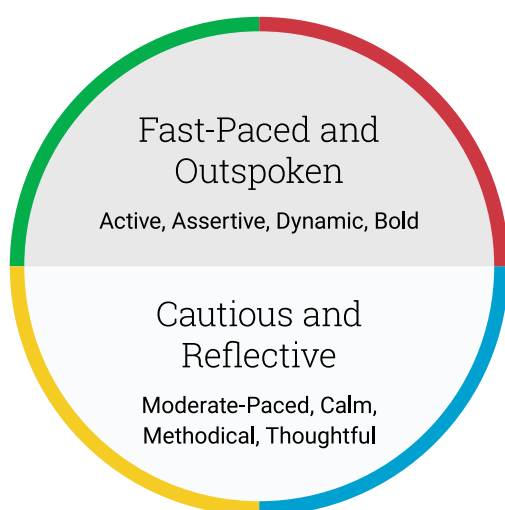 Fast-Paced and
Outspoken
Active, Assertive, Dynamic, Bold
Cautious and
Reflective
Moderate-Paced, Calm,
Methodical, Thoughtful